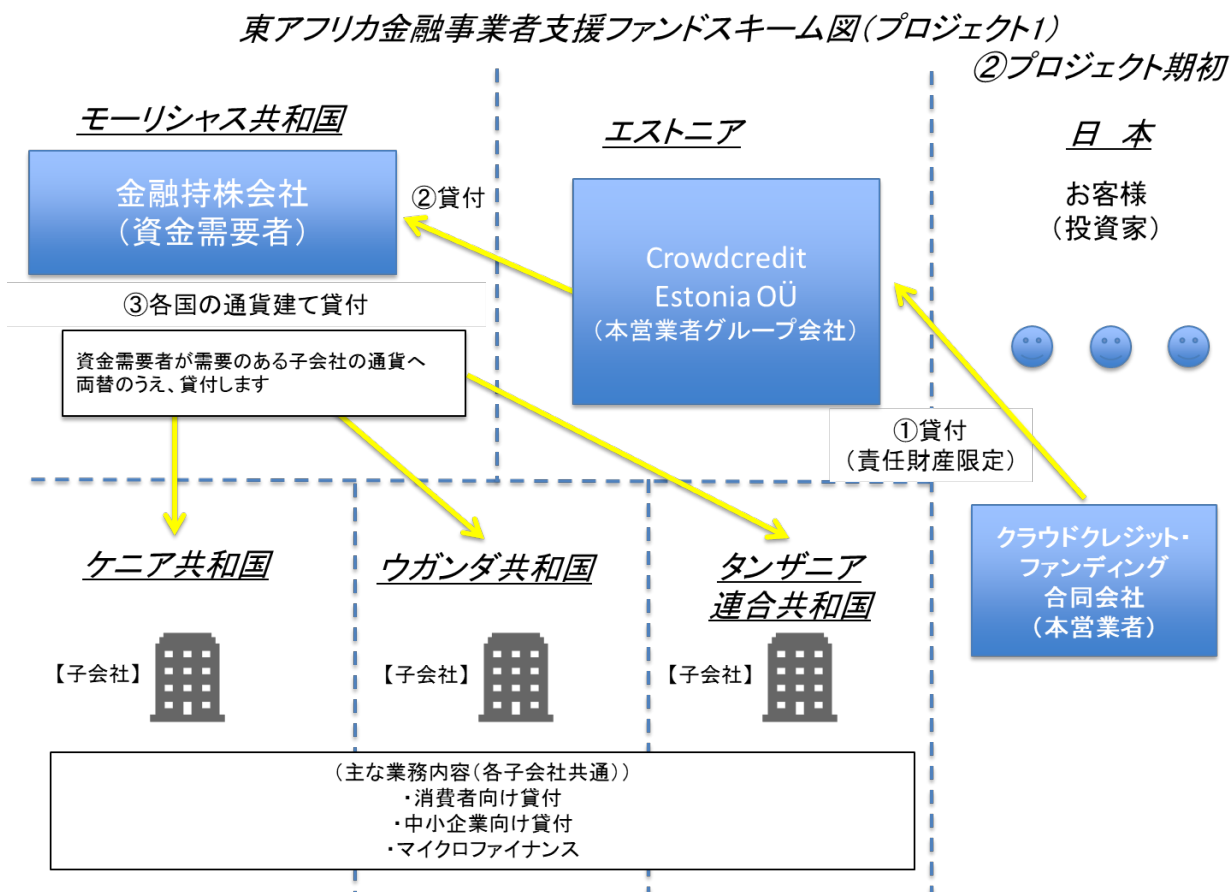 東アフリカ金融事業者支援ファンドスキーム図(プロジェクト1)
②プロジェクト期初
モーリシャス共和国
エストニア
日　本
金融持株会社
(資金需要者)
②貸付
お客様
(投資家)
Crowdcredit
Estonia OÜ
(本営業者グループ会社)
③各国の通貨建て貸付
資金需要者が需要のある子会社の通貨へ
両替のうえ、貸付します
①貸付
(責任財産限定)
クラウドクレジット・
ファンディング
合同会社
(本営業者)
ケニア共和国
ウガンダ共和国
タンザニア
連合共和国
【子会社】
【子会社】
【子会社】
(主な業務内容(各子会社共通))
・消費者向け貸付
・中小企業向け貸付
・マイクロファイナンス